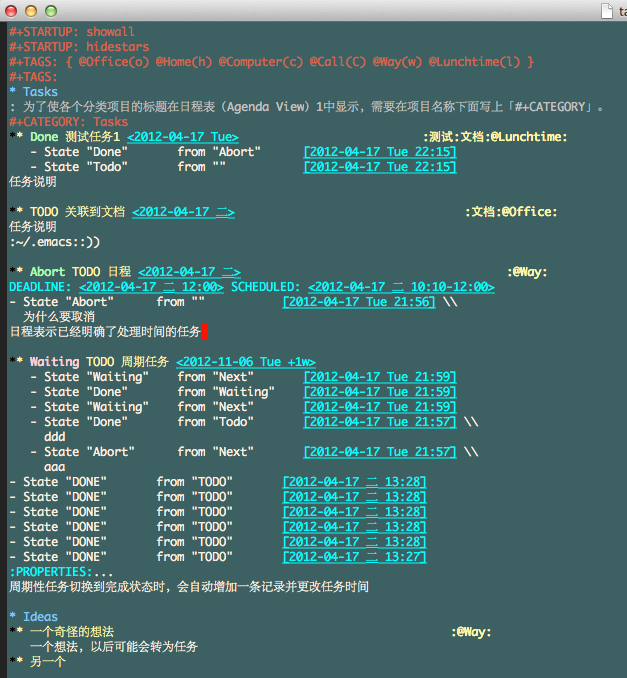 ta
#+STARTUP: showall
#+STARTUP: hidestars
#+TAGS: { @Office(o) @Home(h) @Computer(c) @Call(C) @Way(w) @Lunchtime(l) }
#+TAGS:
* Tasks
: 为了使各个分类项目的标题在日程表（Agenda View）1中显示，需要在项目名称下面写上「#+CATEGORY」。
#+CATEGORY: Tasks
** Done 测试任务1 <2012-04-17 Tue> :测试:文档:@Lunchtime:
- State "Done" from "Abort" [2012-04-17 Tue 22:15]
- State "Todo" from "" [2012-04-17 Tue 22:15]
任务说明
** TODO 关联到文档 <2012-04-17 二> :文档:@Office:
任务说明
:~/.emacs::))
** Abort TODO 日程 <2012-04-17 二> :@Way:
DEADLINE: <2012-04-17 二 12:00> SCHEDULED: <2012-04-17 二 10:10-12:00>
- State "Abort" from "" [2012-04-17 Tue 21:56] \\
为什么要取消
日程表示已经明确了处理时间的任务
** Waiting TODO 周期任务 <2012-11-06 Tue +1w>
- State "Waiting" from "Next" [2012-04-17 Tue 21:59]
- State "Done" from "Waiting" [2012-04-17 Tue 21:59]
- State "Waiting" from "Next" [2012-04-17 Tue 21:59]
- State "Done" from "Todo" [2012-04-17 Tue 21:57] \\
ddd
- State "Abort" from "Next" [2012-04-17 Tue 21:57] \\
aaa
- State "DONE" from "TODO" [2012-04-17 二 13:28]
- State "DONE" from "TODO" [2012-04-17 二 13:28]
- State "DONE" from "TODO" [2012-04-17 二 13:28]
- State "DONE" from "TODO" [2012-04-17 二 13:28]
- State "DONE" from "TODO" [2012-04-17 二 13:28]
- State "DONE" from "TODO" [2012-04-17 二 13:27]
:PROPERTIES:...
周期性任务切换到完成状态时，会自动增加一条记录并更改任务时间
* Ideas
** 一个奇怪的想法 :@Way:
一个想法，以后可能会转为任务
** 另一个